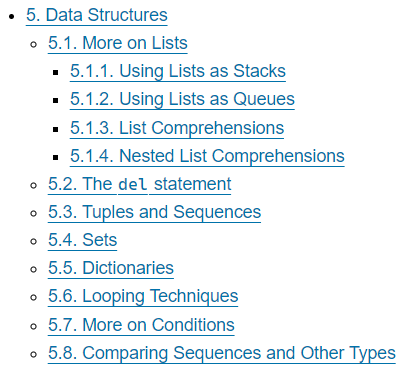 5. Data Structures
5.1. More on Lists
5.1.1. Using Lists as Stacks
5.1.2. Using Lists as Queues
5.1.3. List Comprehensions
5.1.4. Nested List Comprehensions
5.2. The del statement
5.3. Tuples and Sequences
5.4. Sets
5.5. Dictionaries
5.6. Looping Techniques
5.7. More on Conditions
5.8. Comparing Sequences and Other Types